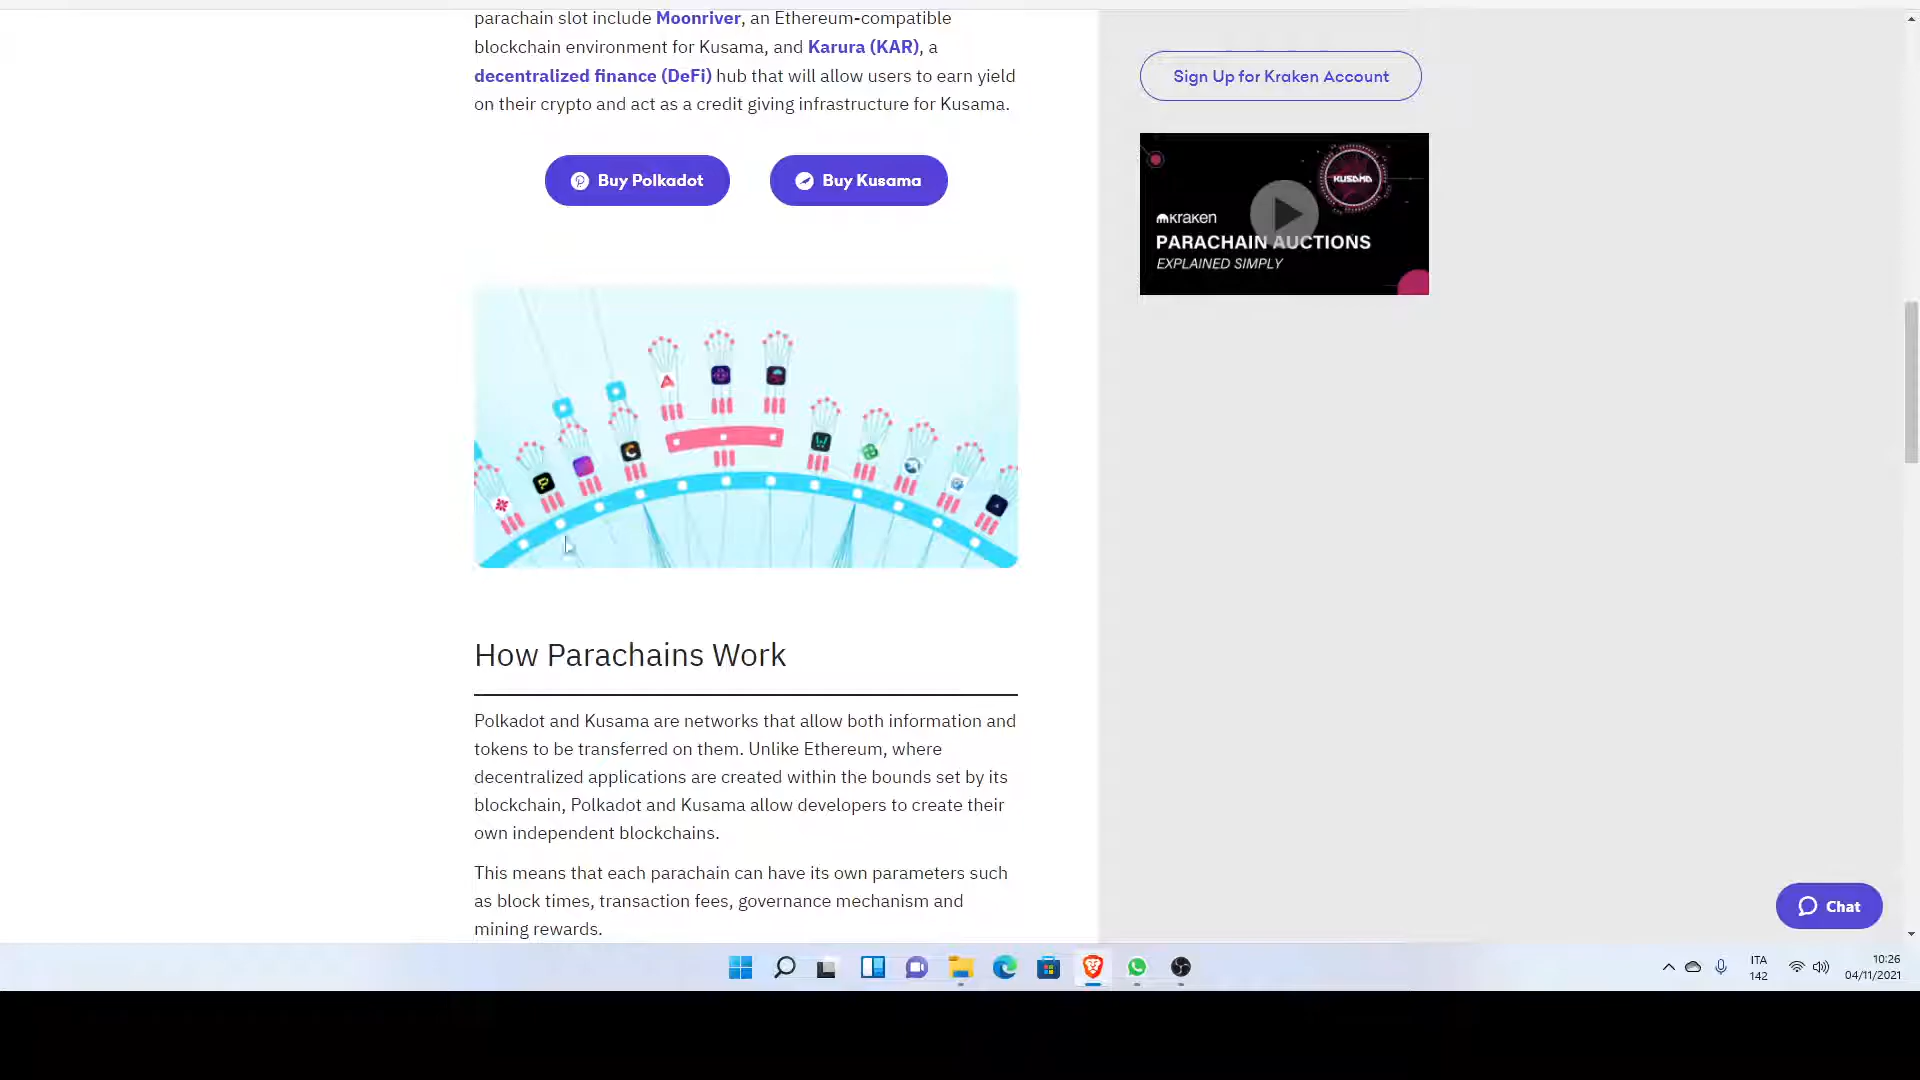 parachain slot include Moonriver, an Ethereum-compatible
blockchain environment for Kusama, and Karura (KAR), a
decentralized finance (DeFi) hub that will allow users to earn yield
on their crypto and act as a credit giving infrastructure for Kusama.
Buy Polkadot
Buy Kusama
How Parachains Work
Polkadot and Kusama are networks that allow both information and
tokens to be transferred on them. Unlike Ethereum, where
decentralized applications are created within the bounds set by its
blockchain, Polkadot and Kusama allow developers to create their
own independent blockchains.
This means that each parachain can have its own parameters such
as block times, transaction fees, governance mechanism and
mining rewards.
Sign Up for Kraken Account
KUSAMA
kraken
PARACHAIN AUCTIONS
EXPLAINED SIMPLY
Chat
ITA
142
10:26
04/11/2021